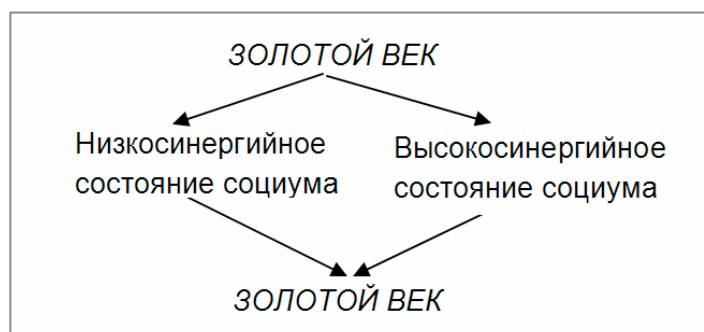 ЗОЛОТОЙ ВЕК
Низкосинергийное
состояние социума
Высокосинергийное
состояние социума
ЗОЛОТОЙ ВЕК